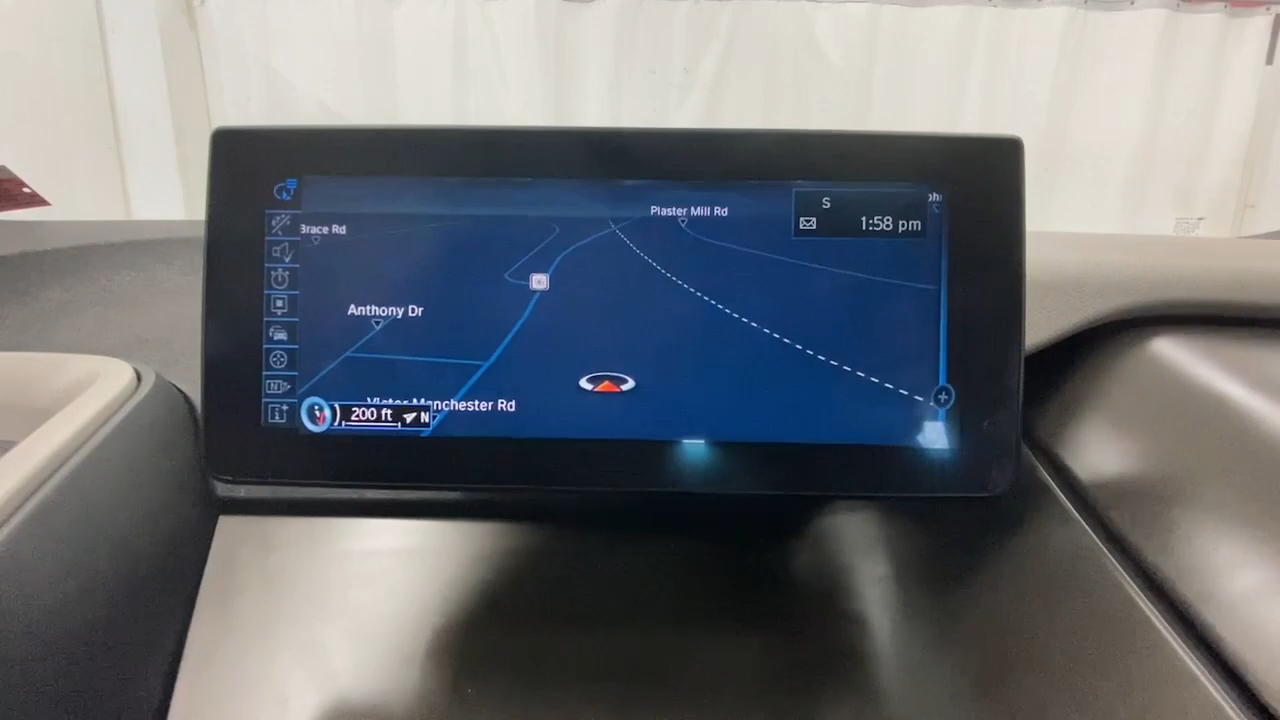 S
1:58 pm
Plaster Mill Rd
Brace Rd
Anthony Dr
Victor Manchester Rd
200 ft
N